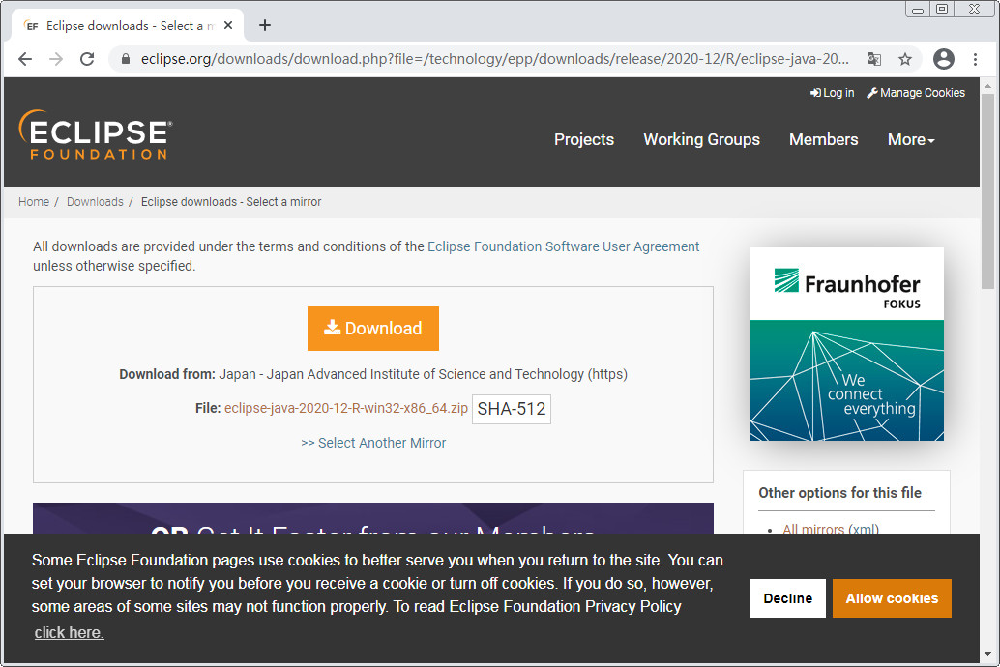 Eclipse downloads - Select a m
eclipse.org/downloads/download.php?file=/technology/epp/downloads/release/2020-12/R/eclipse-java-20...
Log in Manage Cookies
ECLIPSE
FOUNDATION
Projects Working Groups Members More
Home / Downloads / Eclipse downloads - Select a mirror
All downloads are provided under the terms and conditions of the Eclipse Foundation Software User Agreement
unless otherwise specified.
Download
Download from: Japan - Japan Advanced Institute of Science and Technology (https)
File: eclipse-java-2020-12-R-win32-x86_64.zip SHA-512
>> Select Another Mirror
Fraunhofer
FOKUS
We
connect
everything
Other options for this file
All mirrors (xml)
OR Get It Faster from our Members
Some Eclipse Foundation pages use cookies to better serve you when you return to the site. You can
set your browser to notify you before you receive a cookie or turn off cookies. If you do so, however,
some areas of some sites may not function properly. To read Eclipse Foundation Privacy Policy
click here.
Decline Allow cookies